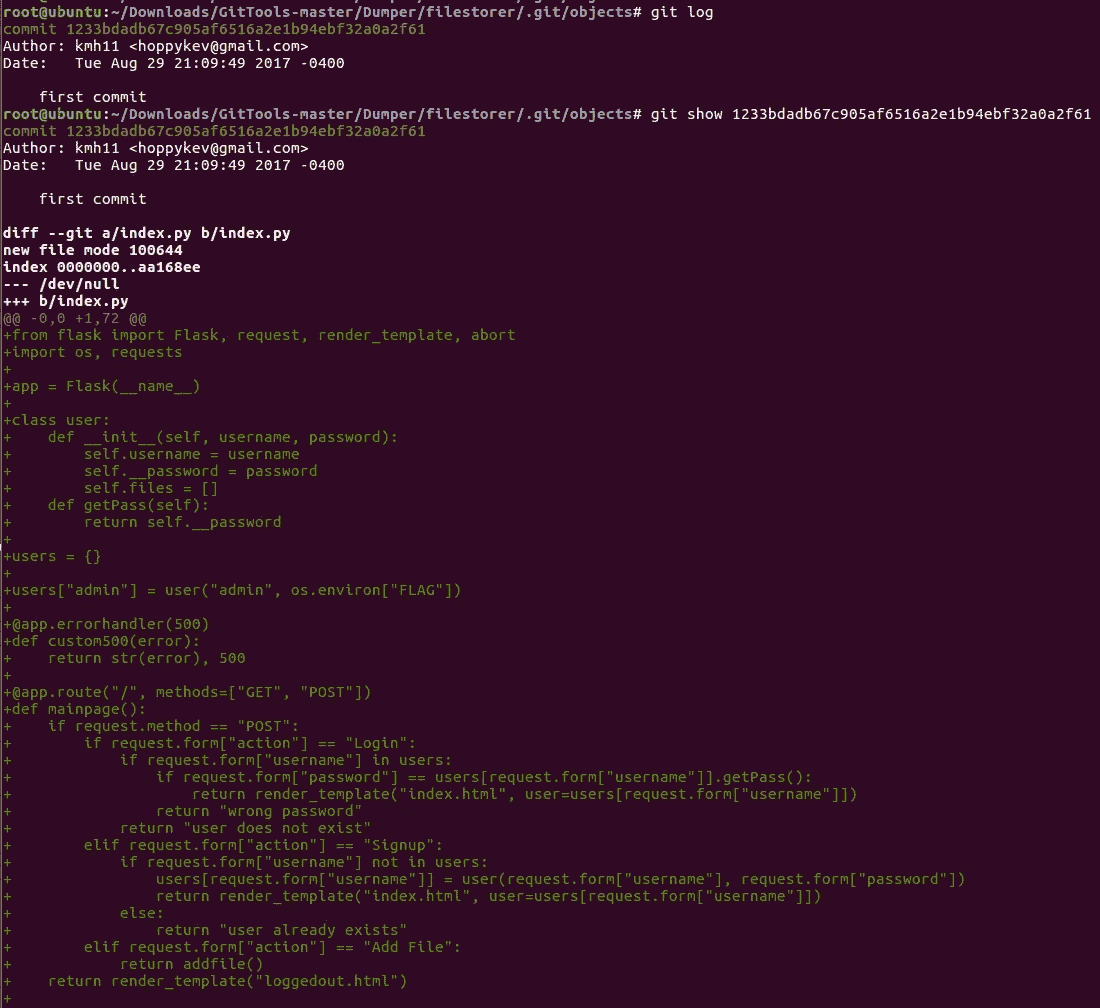 root@ubuntu:~/Downloads/GitTools-master/Dumper/filestorer/.git/objects# git log
commit 1233bdadb67c905af6516a2e1b94ebf32a0a2f61
Author: kmh11 <hoppykev@gmail.com>
Date:   Tue Aug 29 21:09:49 2017 -0400

    first commit
root@ubuntu:~/Downloads/GitTools-master/Dumper/filestorer/.git/objects# git show 1233bdadb67c905af6516a2e1b94ebf32a0a2f61
commit 1233bdadb67c905af6516a2e1b94ebf32a0a2f61
Author: kmh11 <hoppykev@gmail.com>
Date:   Tue Aug 29 21:09:49 2017 -0400

    first commit

diff --git a/index.py b/index.py
new file mode 100644
index 0000000..aa168ee
--- /dev/null
+++ b/index.py
@@ -0,0 +1,72 @@
+from flask import Flask, request, render_template, abort
+import os, requests
+
+app = Flask(__name__)
+
+class user:
+    def __init__(self, username, password):
+        self.username = username
+        self.__password = password
+        self.files = []
+    def getPass(self):
+        return self.__password
+
+users = {}
+
+users["admin"] = user("admin", os.environ["FLAG"])
+
+@app.errorhandler(500)
+def custom500(error):
+    return str(error), 500
+
+@app.route("/", methods=["GET", "POST"])
+def mainpage():
+    if request.method == "POST":
+        if request.form["action"] == "Login":
+            if request.form["username"] in users:
+                if request.form["password"] == users[request.form["username"]].getPass():
+                    return render_template("index.html", user=users[request.form["username"]])
+                return "wrong password"
+            return "user does not exist"
+        elif request.form["action"] == "Signup":
+            if request.form["username"] not in users:
+                users[request.form["username"]] = user(request.form["username"], request.form["password"])
+                return render_template("index.html", user=users[request.form["username"]])
+            else:
+                return "user already exists"
+        elif request.form["action"] == "Add File":
+            return addfile()
+    return render_template("loggedout.html")
+